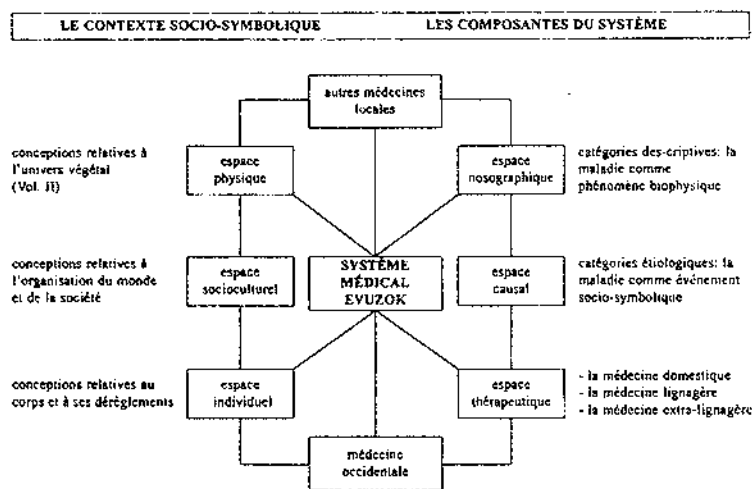 LE CONTEXTE SOCIO-SYMBOLIQUE LES COMPOSANTES DU SYSTÈME
autres médecines
locales
conceptions relatives à
l'univers végétal
(Vol. II)
espace
physique
espace
nosographique
catégories des-criptives: la
maladie comme
phénomène biophysique
conceptions relatives à
l'organisation du monde
et de la société
espace
socioculturel
SYSTÈME
MÉDICAL
EVUZOK
espace
causal
catégories étiologiques: la
maladie comme événement
socio-symbolique
conceptions relatives au
corps et à ses dérèglements
espace
individuel
espace
thérapeutique
- la médecine domestique
- la médecine lignagère
- la médecine extra-lignagère
médecine
occidentale